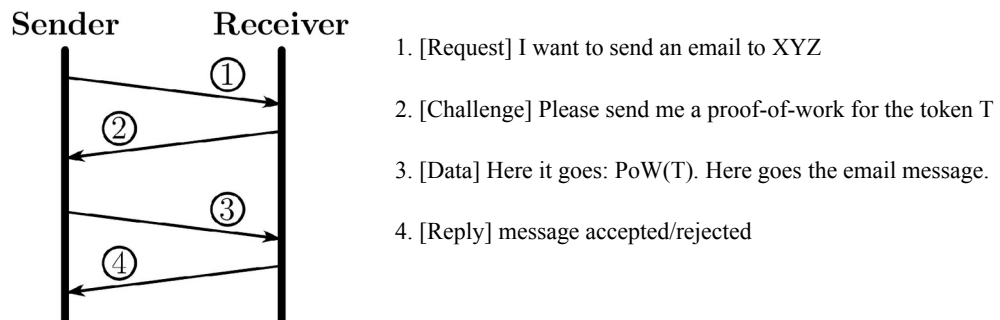 Sender Receiver
1. [Request] I want to send an email to XYZ
1
2. [Challenge] Please send me a proof-of-work for the token T
2
3. [Data] Here it goes: PoW(T). Here goes the email message.
3
4. [Reply] message accepted/rejected
4